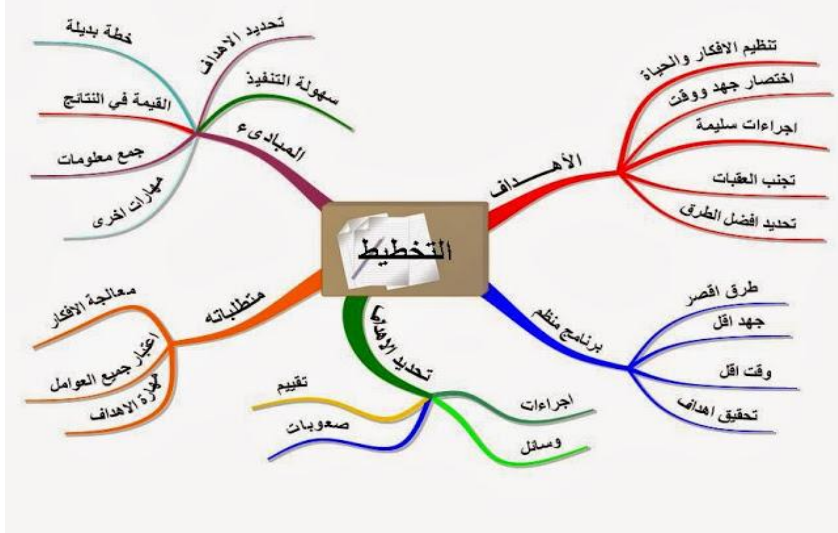 التخطيط
الأهـــداف
تنظيم الافكار والحياة
اختصار جهد ووقت
اجراءات سليمة
تجنب العقبات
تحديد افضل الطرق
برنامج منظم
طرق اقصر
جهد اقل
وقت اقل
تحقيق اهداف
تحديد الاهداف
اجراءات
وسائل
تقييم
صعوبات
متطلباته
معالجة الافكار
اعتبار جميع العوامل
مهارة الاهداف
المبادىء
تحديد الاهداف
سهولة التنفيذ
خطة بديلة
القيمة في النتائج
جمع معلومات
مهارات اخرى